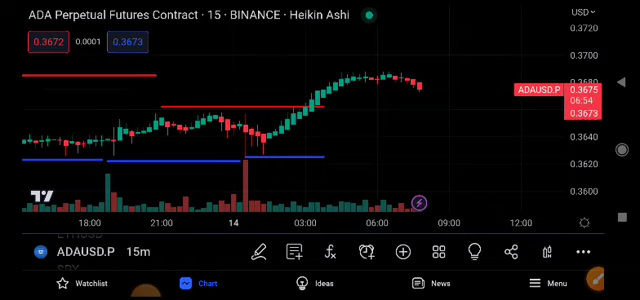 ADA Perpetual Futures Contract · 15 · BINANCE · Heikin Ashi
USD
0.3672 0.0001 0.3673
0.3720
0.3700
0.3680
ADAUSD.P 0.3675
06:54
0.3673
0.3640
0.3620
0.3600
18:00 21:00 14 03:00 06:00 09:00 12:00
ADAUSD.P 15m
Watchlist Chart Ideas News Menu